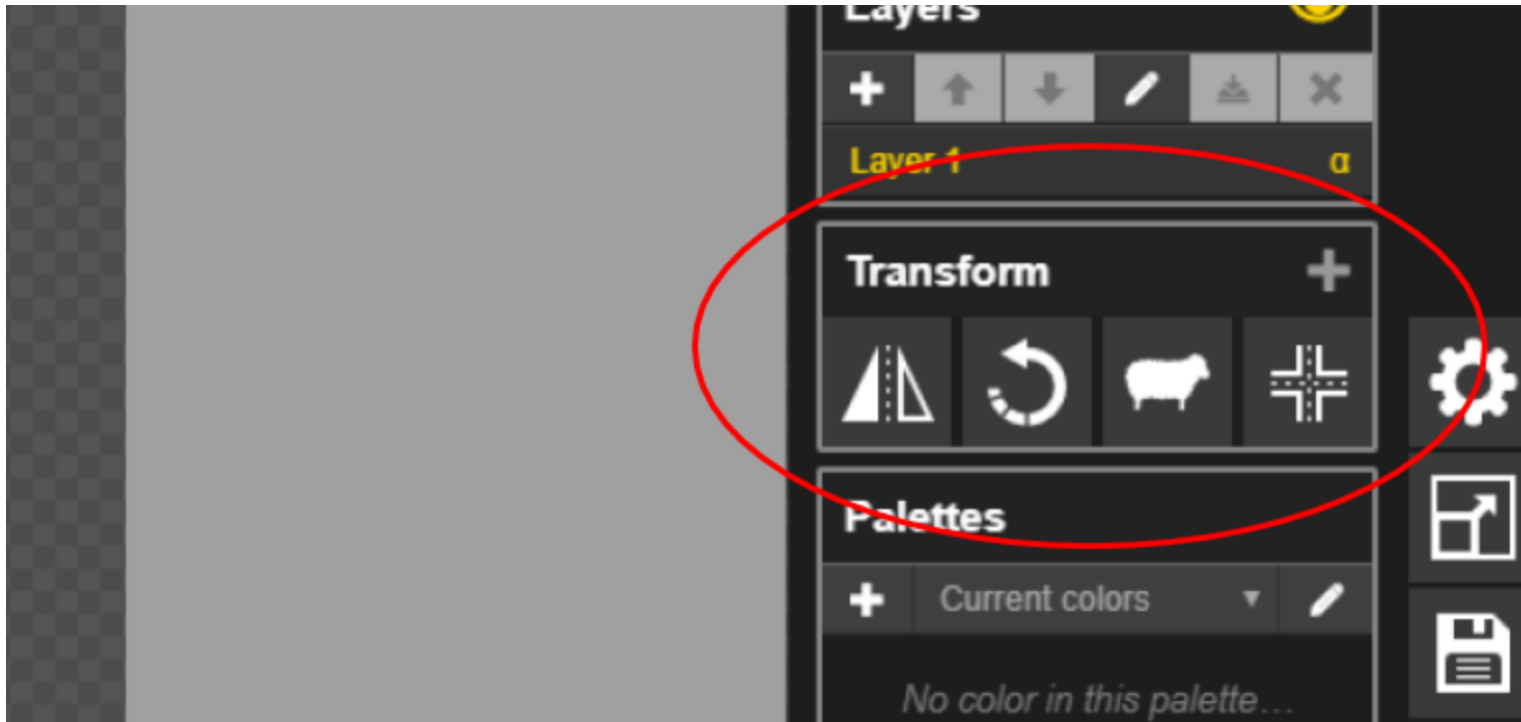 Layers
Layer 1 α
Transform
Palettes
Current colors
No color in this palette...